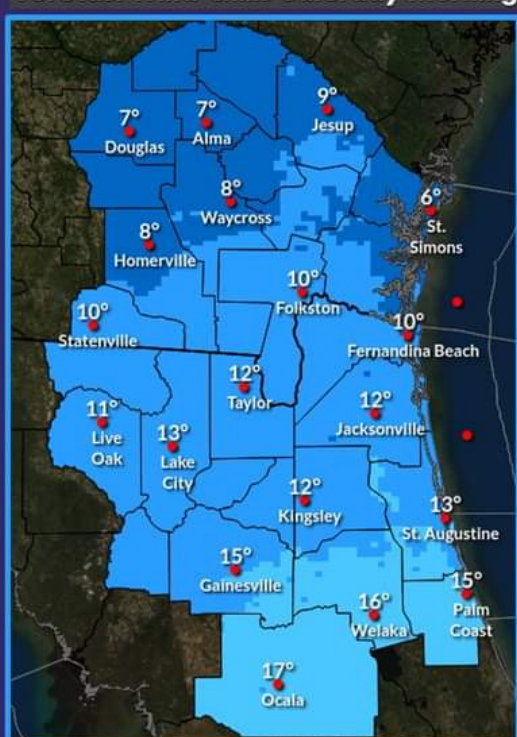 7°
Douglas
7°
Alma
9°
Jesup
8°
Waycross
6°
St.
Simons
8°
Homerville
10°
Folkston
10°
Statenville
10°
Fernandina Beach
12°
Taylor
12°
Jacksonville
11°
Live
Oak
13°
Lake
City
12°
Kingsley
13°
St. Augustine
15°
Gainesville
16°
Welaka
15°
Palm
Coast
17°
Ocala